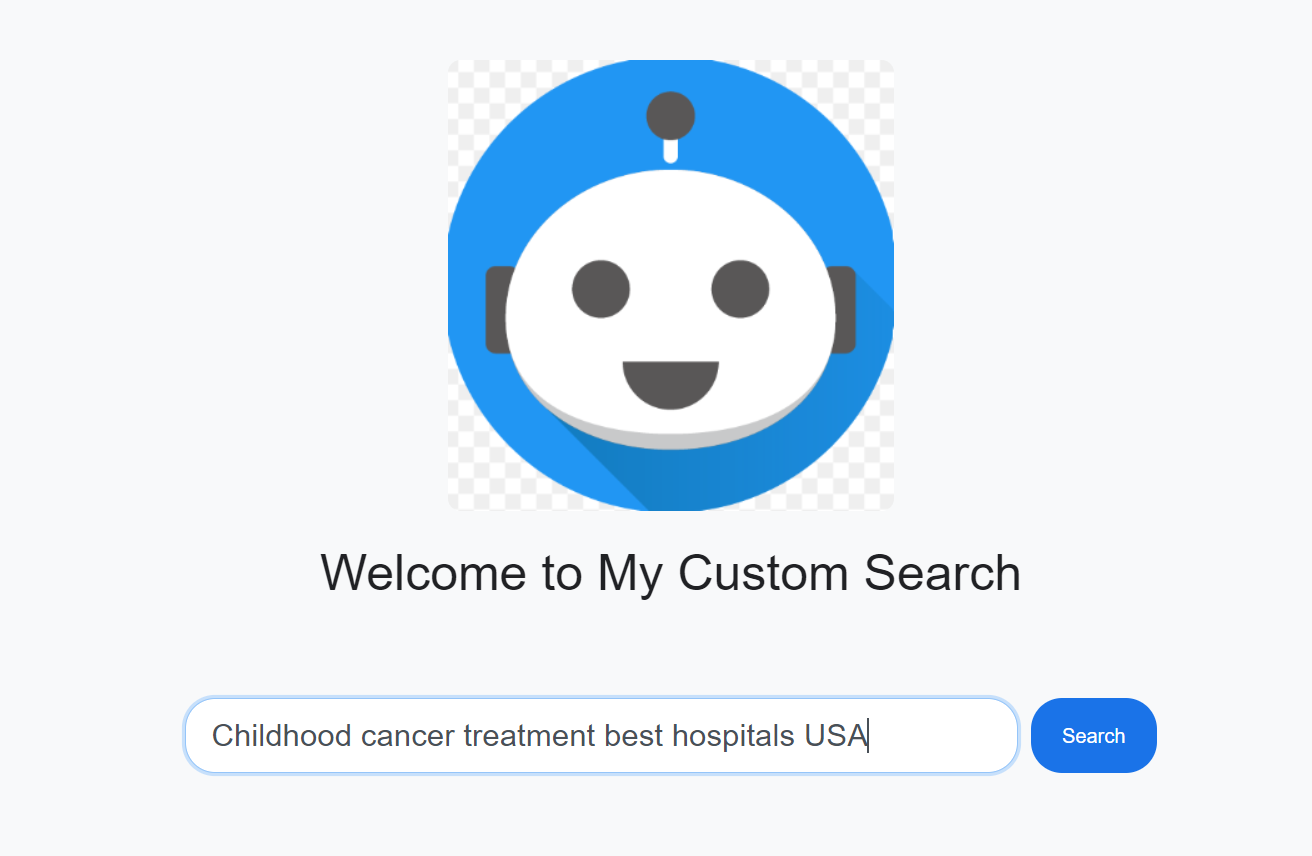 Welcome to My Custom Search
Childhood cancer treatment best hospitals USA
Search